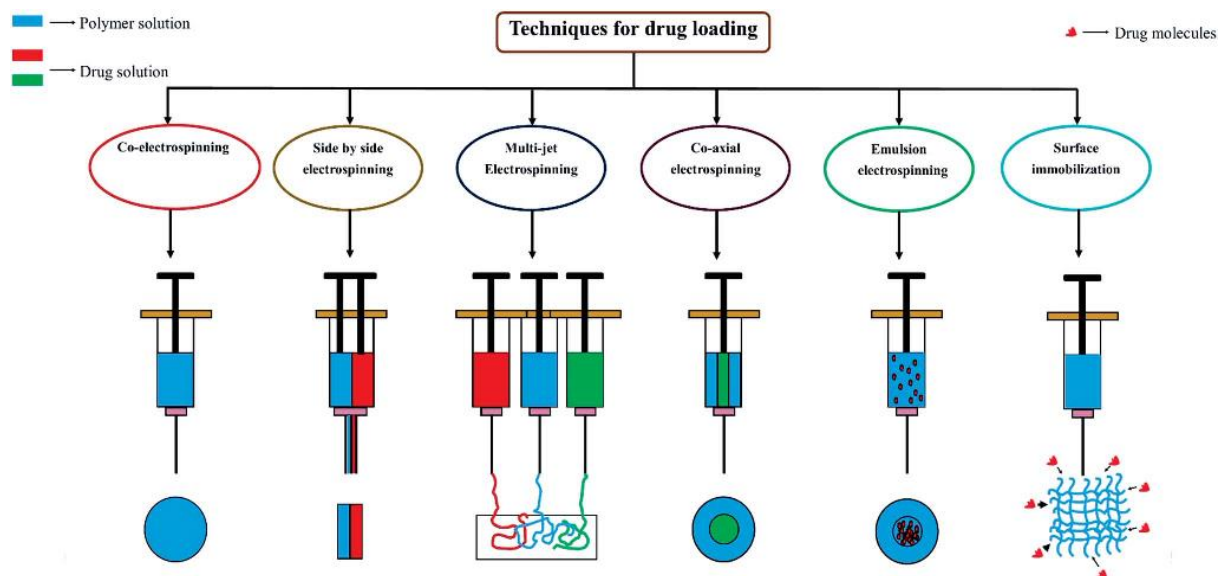 Techniques for drug loading
Polymer solution
Drug solution
Drug molecules
Co-electrospinning
Side by side
electrospinning
Multi-jet
Electrospinning
Co-axial
electrospinning
Emulsion
electrospinning
Surface
immobilization